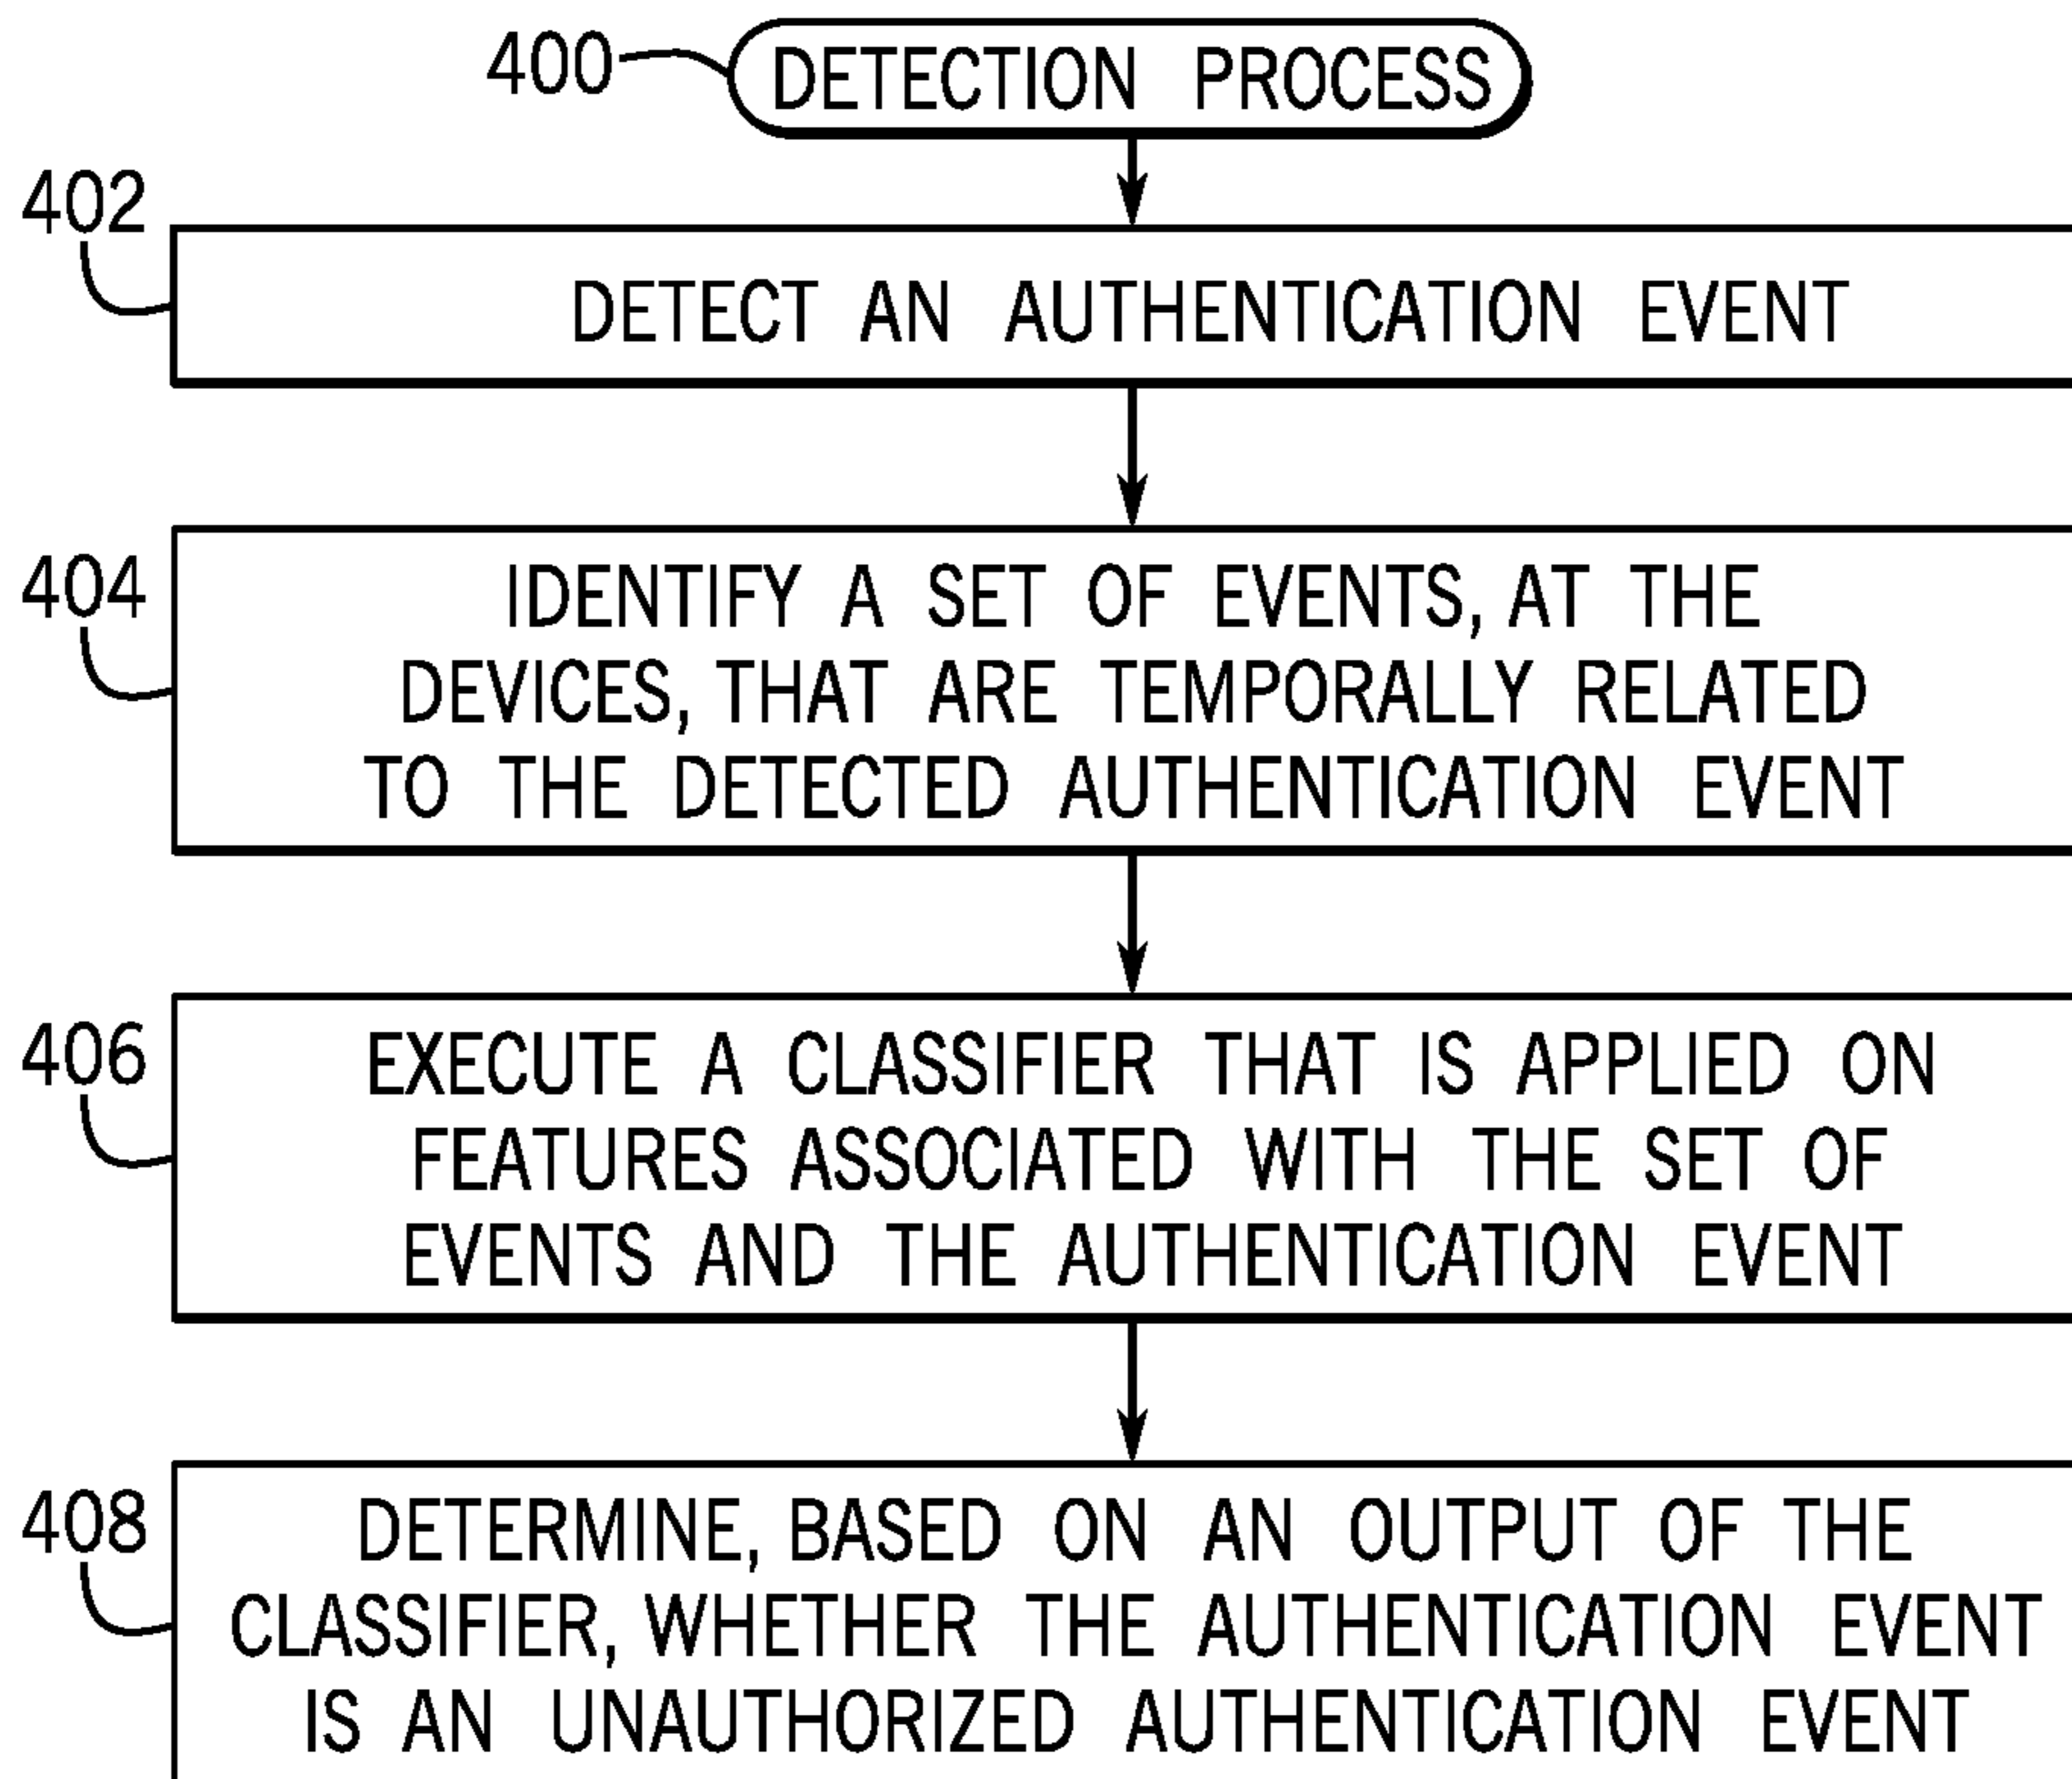 400 DETECTION PROCESS
402
DETECT AN AUTHENTICATION EVENT
404
IDENTIFY A SET OF EVENTS, AT THE
DEVICES, THAT ARE TEMPORALLY RELATED
TO THE DETECTED AUTHENTICATION EVENT
406
EXECUTE A CLASSIFIER THAT IS APPLIED ON
FEATURES ASSOCIATED WITH THE SET OF
EVENTS AND THE AUTHENTICATION EVENT
408
DETERMINE, BASED ON AN OUTPUT OF THE
CLASSIFIER, WHETHER THE AUTHENTICATION EVENT
IS AN UNAUTHORIZED AUTHENTICATION EVENT